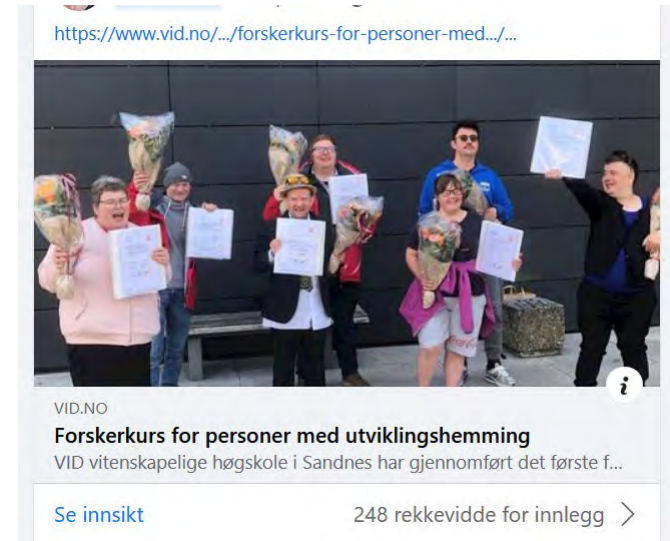 https://www.vid.no/.../forskerkurs-for-personer-med.../...
VID.NO
Forskerkurs for personer med utviklingshemming
VID vitenskapelige høgskole i Sandnes har gjennomført det første f...
Se innsikt
248 rekkevidde for innlegg